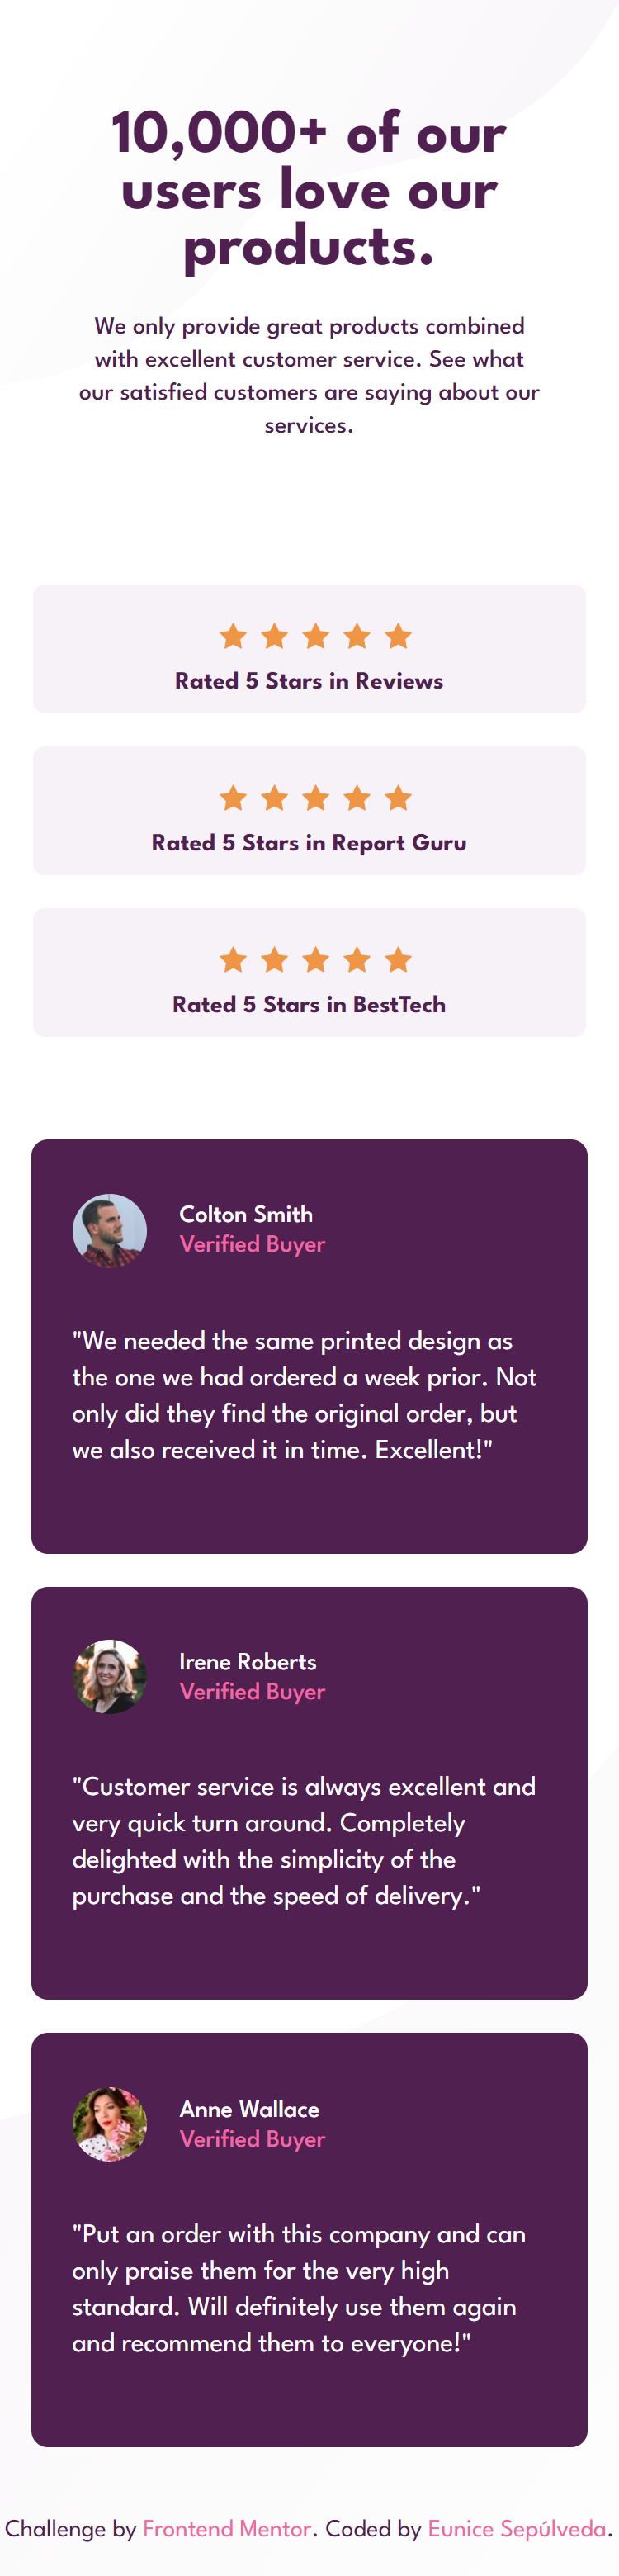 10,000+ of our
users love our
products.
We only provide great products combined
with excellent customer service. See what
our satisfied customers are saying about our
services.
Rated 5 Stars in Reviews
Rated 5 Stars in Report Guru
Rated 5 Stars in BestTech
Colton Smith
Verified Buyer
"We needed the same printed design as
the one we had ordered a week prior. Not
only did they find the original order, but
we also received it in time. Excellent!"
Irene Roberts
Verified Buyer
"Customer service is always excellent and
very quick turn around. Completely
delighted with the simplicity of the
purchase and the speed of delivery."
Anne Wallace
Verified Buyer
"Put an order with this company and can
only praise them for the very high
standard. Will definitely use them again
and recommend them to everyone!"
Challenge by Frontend Mentor. Coded by Eunice Sepúlveda.